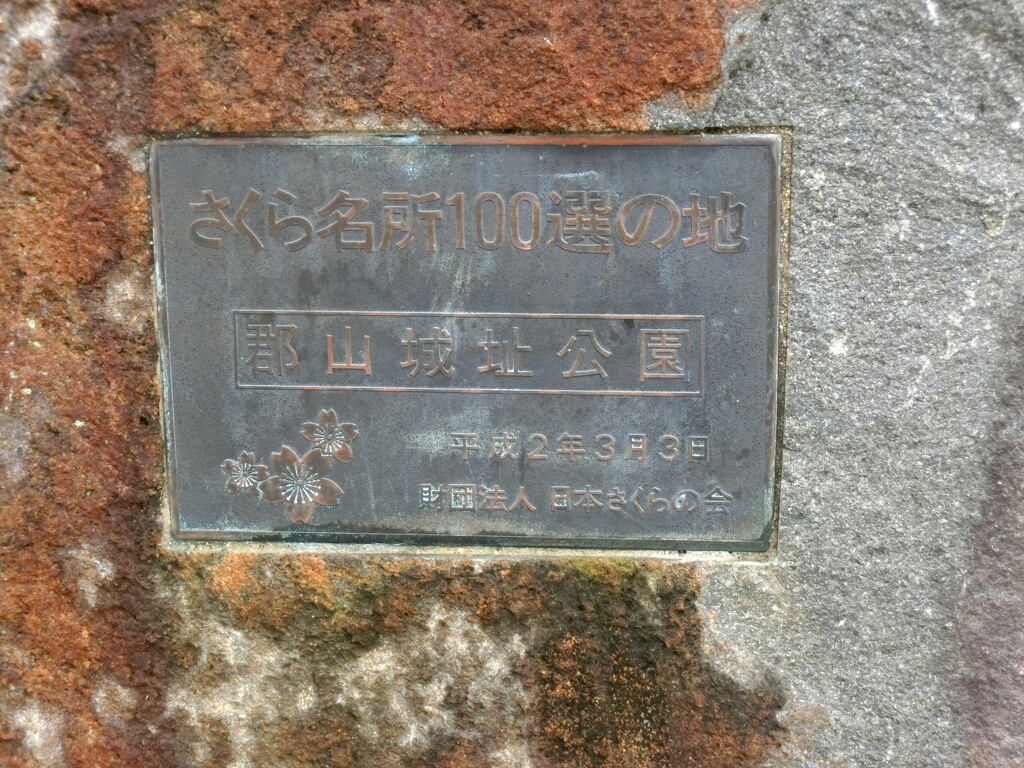 さくら名所100選の地
郡山城址公園
平成2年3月3日
財団法人 日本さくらの会